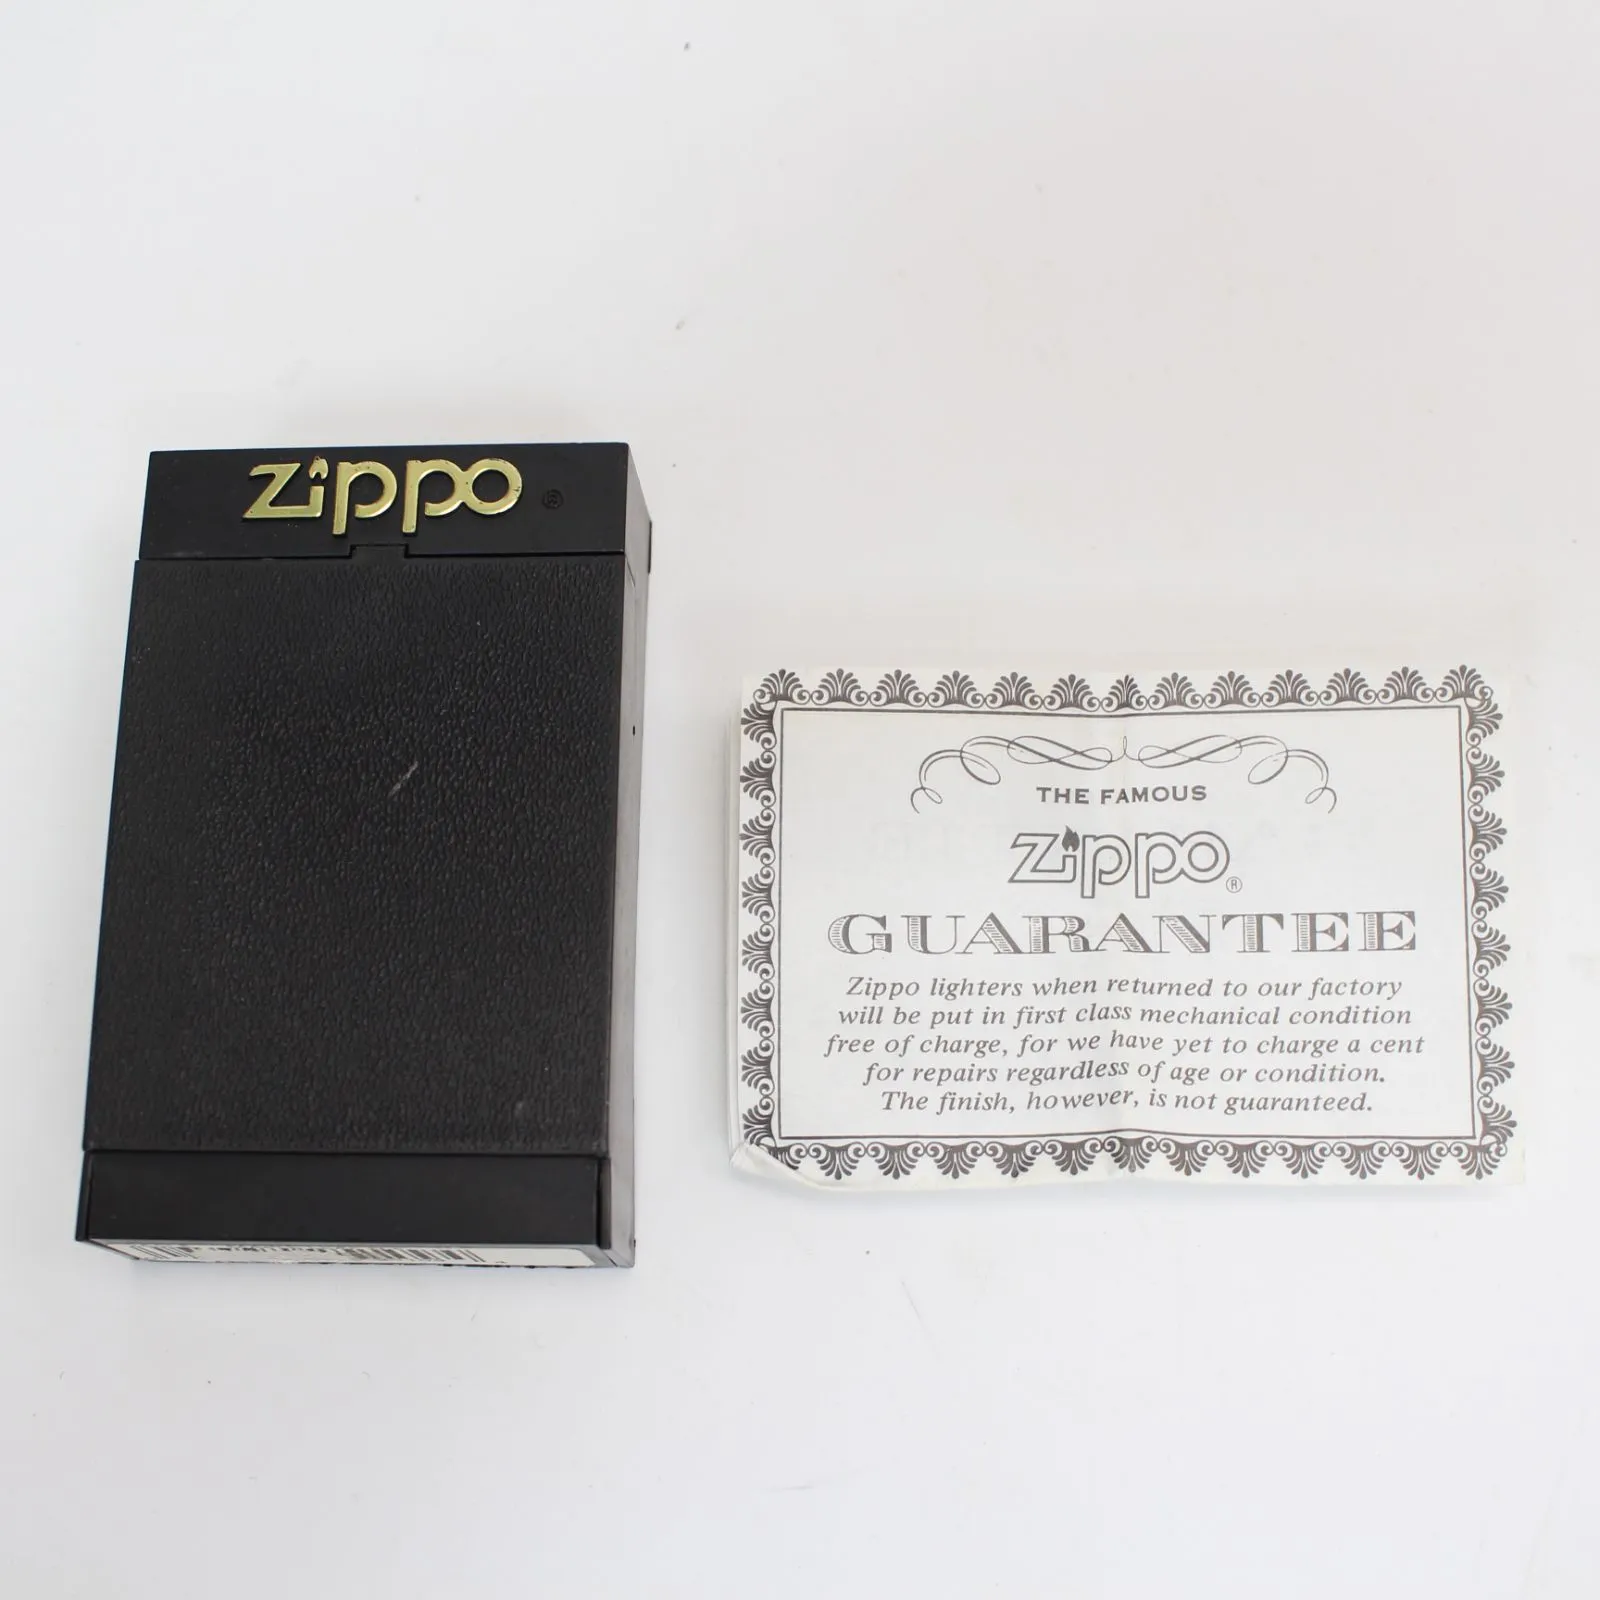 Zippo ®
THE FAMOUS
Zippo ®
GUARANTEE
Zippo lighters when returned to our factory
will be put in first class mechanical condition
free of charge, for we have yet to charge a cent
for repairs regardless of age or condition.
The finish, however, is not guaranteed.